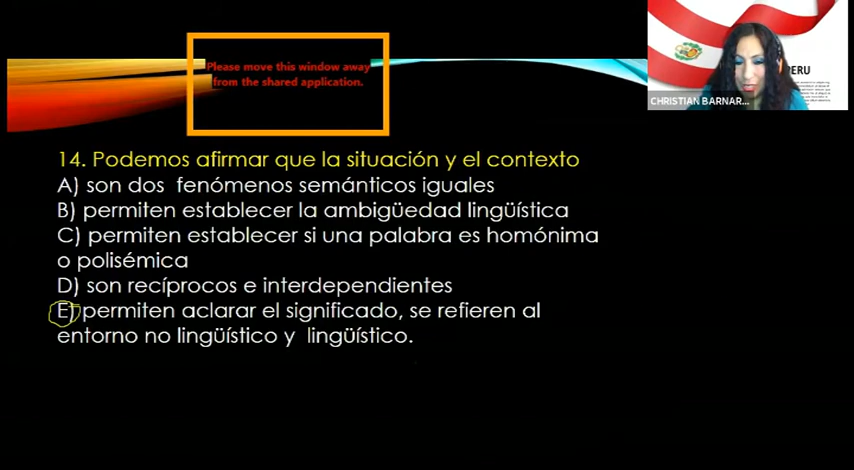 Please move this window away
from the shared application.
PERU
CHRISTIAN BARNAR...
14. Podemos afirmar que la situación y el contexto
A) son dos fenómenos semánticos iguales
B) permiten establecer la ambigüedad lingüística
C) permiten establecer si una palabra es homónima
o polisémica
D) son recíprocos e interdependientes
E) permiten aclarar el significado, se refieren al
entorno no lingüístico y lingüístico.